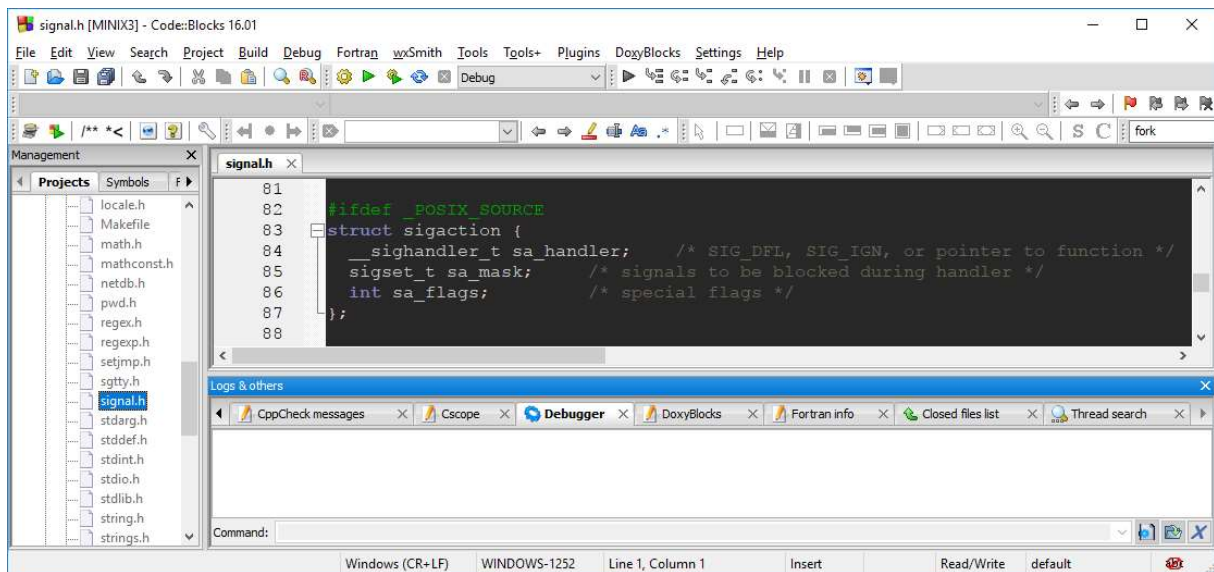 signal.h [MINIX3] - Code::Blocks 16.01
File Edit View Search Project Build Debug Fortran wxSmith Tools Tools+ Plugins DoxyBlocks Settings Help
Debug
/** *< fork
Management
Projects Symbols F
locale.h
Makefile
math.h
mathconst.h
netdb.h
pwd.h
regex.h
regexp.h
setjmp.h
sgtty.h
signal.h
stdarg.h
stddef.h
stdint.h
stdio.h
stdlib.h
string.h
strings.h
signal.h
81
82 #ifdef _POSIX_SOURCE
83 struct sigaction {
84 __sighandler_t sa_handler; /* SIG_DFL, SIG_IGN, or pointer to function */
85 sigset_t sa_mask; /* signals to be blocked during handler */
86 int sa_flags; /* special flags */
87 };
88
Logs & others
CppCheck messages Cscope Debugger DoxyBlocks Fortran info Closed files list Thread search
Command:
Windows (CR+LF) WINDOWS-1252 Line 1, Column 1 Insert Read/Write default